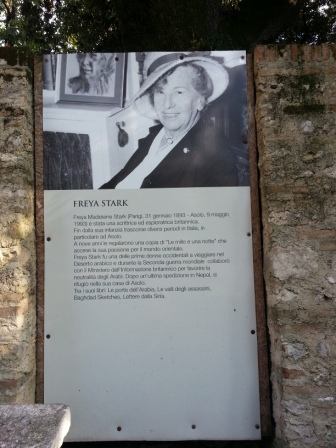 FREYA STARK
Freya Madeleine Stark (Parigi, 31 gennaio 1893 - Asolo, 9 maggio
1993) è stata una scrittrice ed esploratrice britannica.
Fin dalla sua infanzia trascorse diversi periodi in Italia, in
particolare ad Asolo.
A nove anni le regalarono una copia di "Le mille e una notte" che
accese la sua passione per il mondo orientale.
Freya Stark fu una delle prime donne occidentali a viaggiare nel
Deserto arabico e durante la Seconda guerra mondiale collaborò
con il Ministero dell'Informazione britannico per favorire la
neutralità degli Arabi. Dopo un'ultima spedizione in Nepal, si
rifugiò nella sua casa di Asolo.
Tra i suoi libri: Le porte dell'Arabia, Le valli degli assassini,
Baghdad Sketches, Lettere dalla Siria.